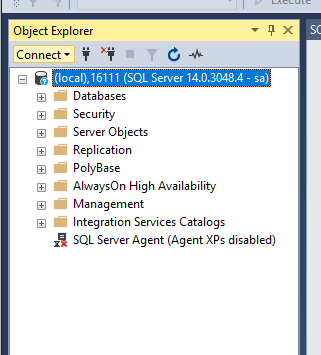 Execute
Object Explorer
Connect
(local),16111 (SQL Server 14.0.3048.4 - sa)
Databases
Security
Server Objects
Replication
PolyBase
AlwaysOn High Availability
Management
Integration Services Catalogs
SQL Server Agent (Agent XPs disabled)